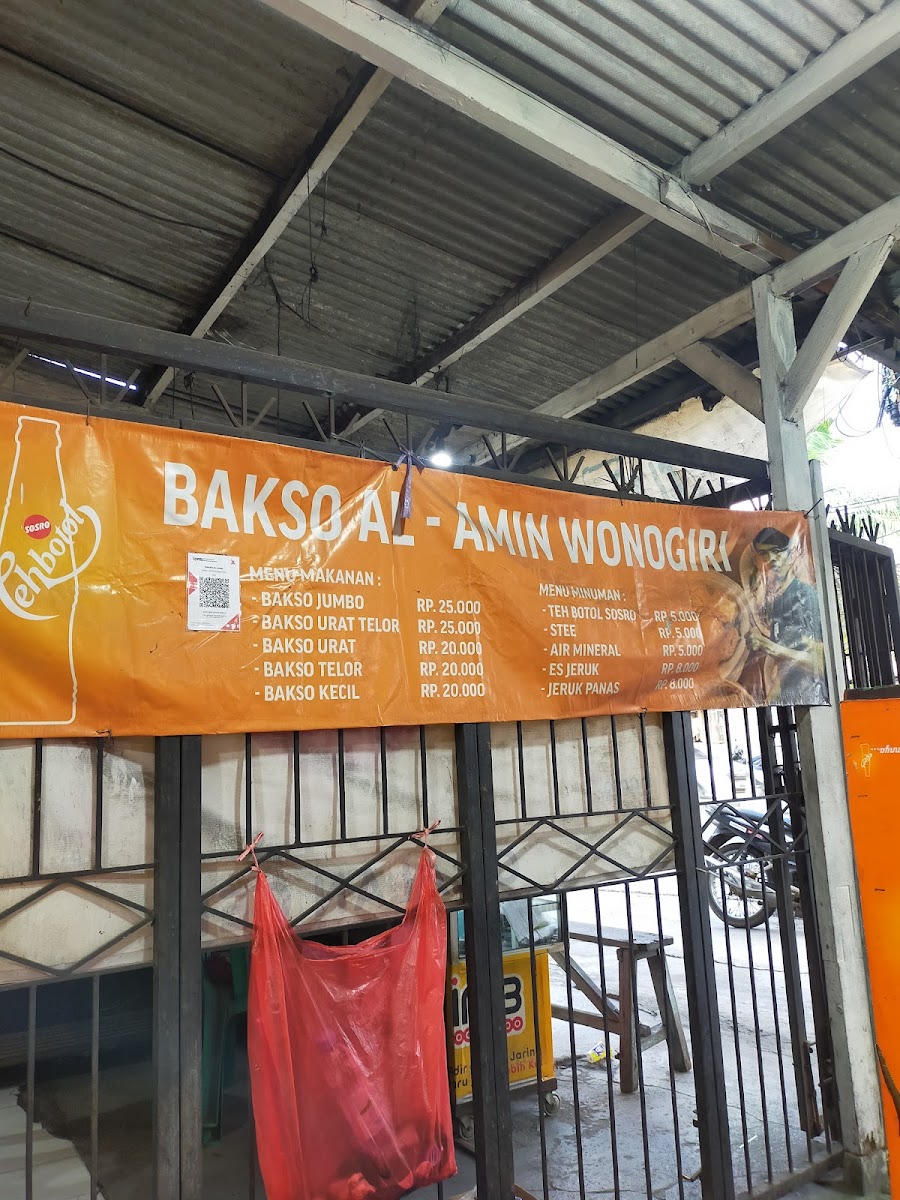 BAKSO AL - AMIN WONOGIRI
SOSRO
Tehbotol
MENU MAKANAN :
- BAKSO JUMBO RP. 25.000
- BAKSO URAT TELOR RP. 25.000
- BAKSO URAT RP. 20.000
- BAKSO TELOR RP. 20.000
- BAKSO KECIL RP. 20.000
MENU MINUMAN :
- TEH BOTOL SOSRO RP. 5.000
- STEE RP. 5.000
- AIR MINERAL RP. 5.000
- ES JERUK RP. 8.000
- JERUK PANAS RP. 8.000